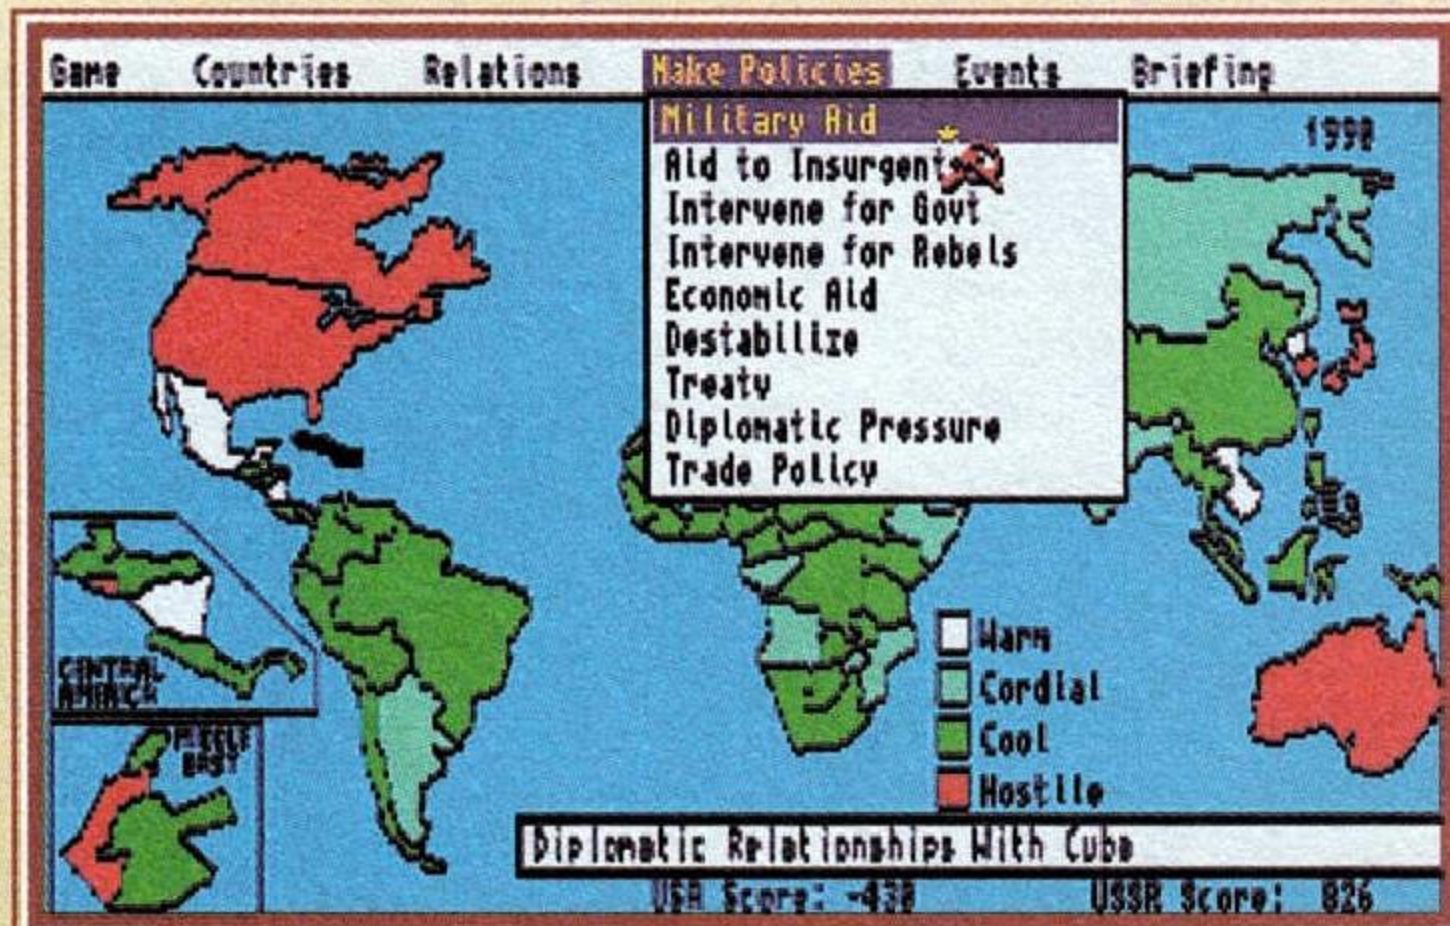 Game Countries Relations Make Policies Events Briefing
Military Aid
Aid to Insurgents
Intervene for Govt
Intervene for Rebels
Economic Aid
Destabilize
Treaty
Diplomatic Pressure
Trade Policy
1990
CENTRAL
AMERICA
MIDDLE
EAST
Warm
Cordial
Cool
Hostile
Diplomatic Relationships With Cuba
USA Score: -430 USSR Score: 826